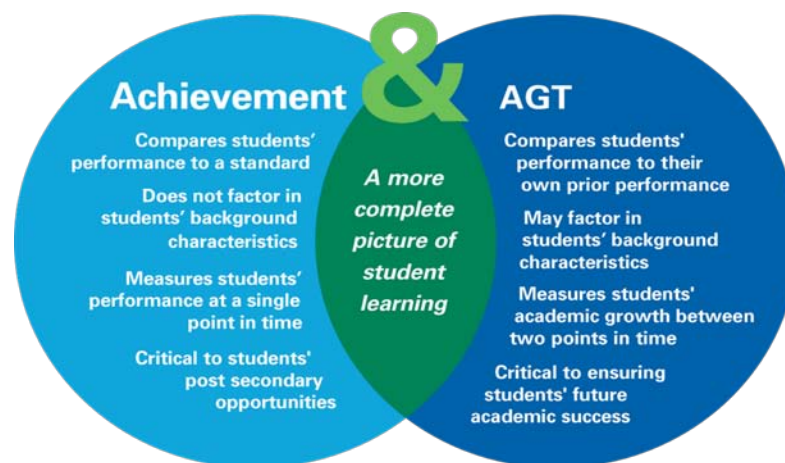 &
Achievement
Compares students'
performance to a standard
Does not factor in
students' background
characteristics
Measures students'
performance at a single
point in time
Critical to students'
post secondary
opportunities
A more
complete
picture of
student
learning
AGT
Compares students'
performance to their
own prior performance
May factor in
students' background
characteristics
Measures students'
academic growth between
two points in time
Critical to ensuring
students' future
academic success